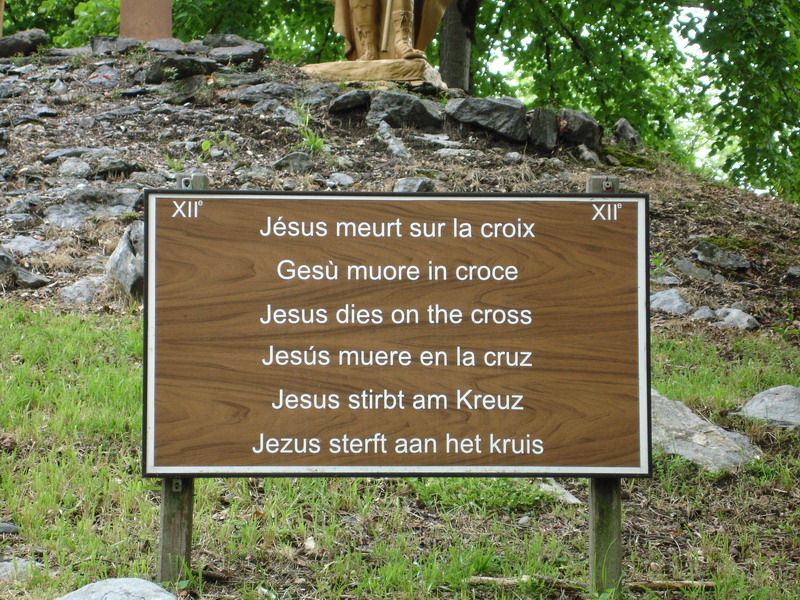 XIIe XIIe
Jésus meurt sur la croix
Gesù muore in croce
Jesus dies on the cross
Jesús muere en la cruz
Jesus stirbt am Kreuz
Jezus sterft aan het kruis